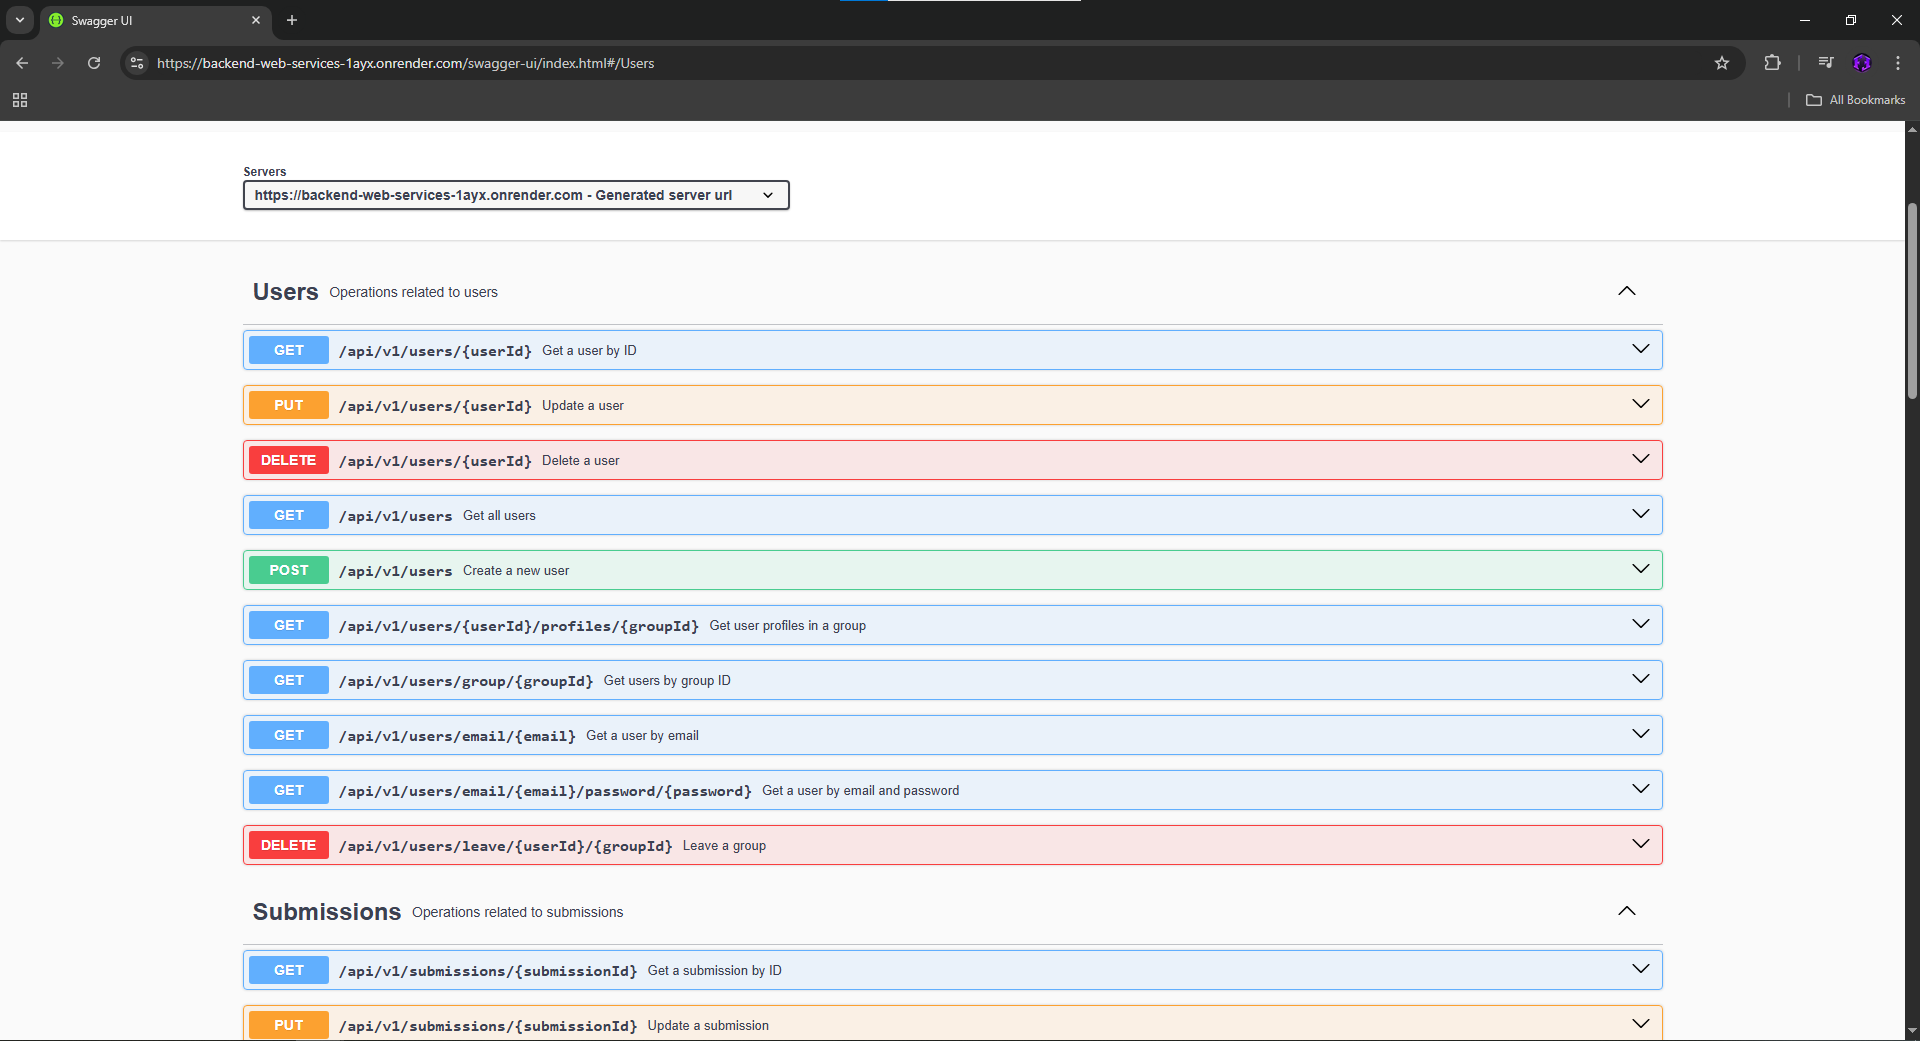 Swagger UI
https://backend-web-services-1ayx.onrender.com/swagger-ui/index.html#/Users
All Bookmarks
Servers
https://backend-web-services-1ayx.onrender.com - Generated server url
Users Operations related to users
GET /api/v1/users/{userId} Get a user by ID
PUT /api/v1/users/{userId} Update a user
DELETE /api/v1/users/{userId} Delete a user
GET /api/v1/users Get all users
POST /api/v1/users Create a new user
GET /api/v1/users/{userId}/profiles/{groupId} Get user profiles in a group
GET /api/v1/users/group/{groupId} Get users by group ID
GET /api/v1/users/email/{email} Get a user by email
GET /api/v1/users/email/{email}/password/{password} Get a user by email and password
DELETE /api/v1/users/leave/{userId}/{groupId} Leave a group
Submissions Operations related to submissions
GET /api/v1/submissions/{submissionId} Get a submission by ID
PUT /api/v1/submissions/{submissionId} Update a submission